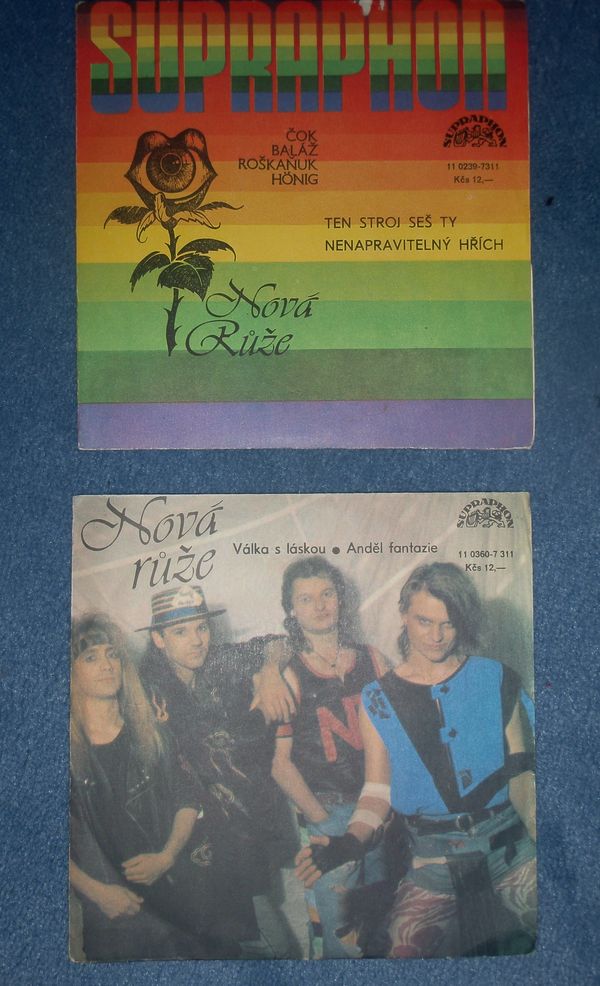 SUPRAPHON
ČOK
BALÁŽ
ROŠKAŇUK
HÖNIG
SUPRAPHON
11 0239-7311
Kčs 12,—
TEN STROJ SEŠ TY
NENAPRAVITELNÝ HŘÍCH
Nová
Růže
Nová
růže
Válka s láskou ● Anděl fantazie
SUPRAPHON
11 0360-7 311
Kčs 12,—
N